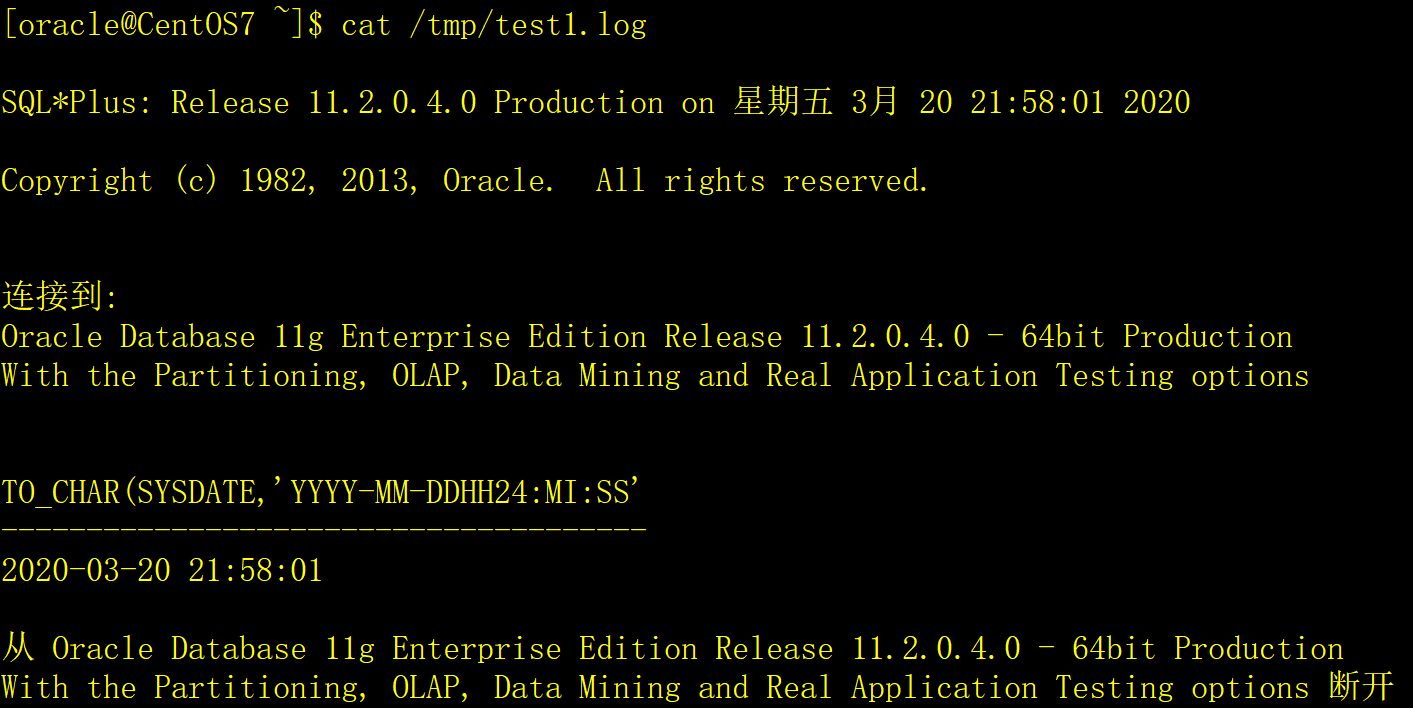 [oracle@CentOS7 ~]$ cat /tmp/test1.log
SQL*Plus: Release 11.2.0.4.0 Production on 星期五 3月 20 21:58:01 2020
Copyright (c) 1982, 2013, Oracle.  All rights reserved.
连接到:
Oracle Database 11g Enterprise Edition Release 11.2.0.4.0 - 64bit Production
With the Partitioning, OLAP, Data Mining and Real Application Testing options
TO_CHAR(SYSDATE,'YYYY-MM-DDHH24:MI:SS'
--------------------------------------
2020-03-20 21:58:01
从 Oracle Database 11g Enterprise Edition Release 11.2.0.4.0 - 64bit Production
With the Partitioning, OLAP, Data Mining and Real Application Testing options 断开